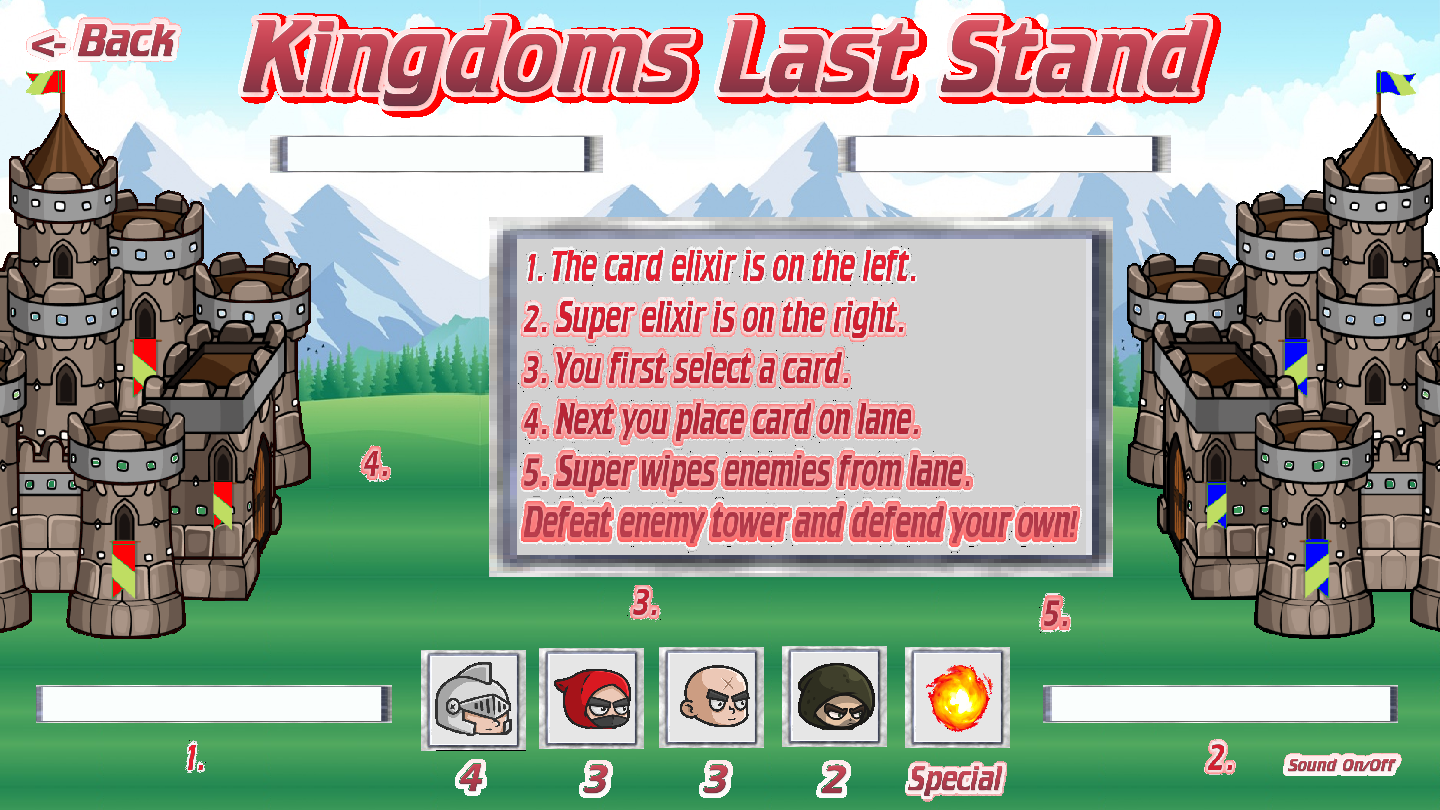 <- Back
Kingdoms Last Stand
1. The card elixir is on the left.
2. Super elixir is on the right.
3. You first select a card.
4. Next you place card on lane.
5. Super wipes enemies from lane.
Defeat enemy tower and defend your own!
4.
3.
5.
1.
2.
4
3
3
2
Special
Sound On/Off